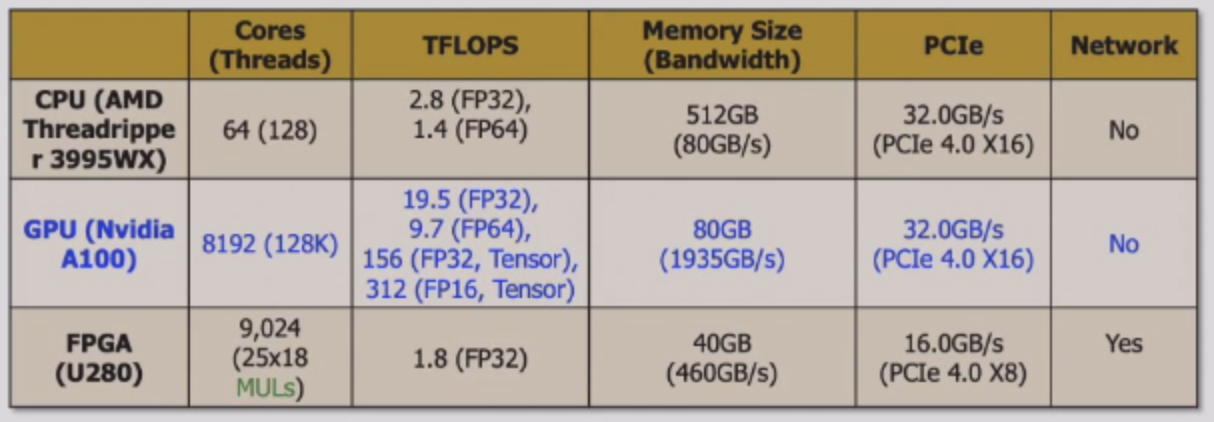 Cores (Threads) TFLOPS Memory Size (Bandwidth) PCIe Network
CPU (AMD Threadripper 3995WX) 64 (128) 2.8 (FP32), 1.4 (FP64) 512GB (80GB/s) 32.0GB/s (PCIe 4.0 X16) No
GPU (Nvidia A100) 8192 (128K) 19.5 (FP32), 9.7 (FP64), 156 (FP32, Tensor), 312 (FP16, Tensor) 80GB (1935GB/s) 32.0GB/s (PCIe 4.0 X16) No
FPGA (U280) 9,024 (25x18 MULs) 1.8 (FP32) 40GB (460GB/s) 16.0GB/s (PCIe 4.0 X8) Yes